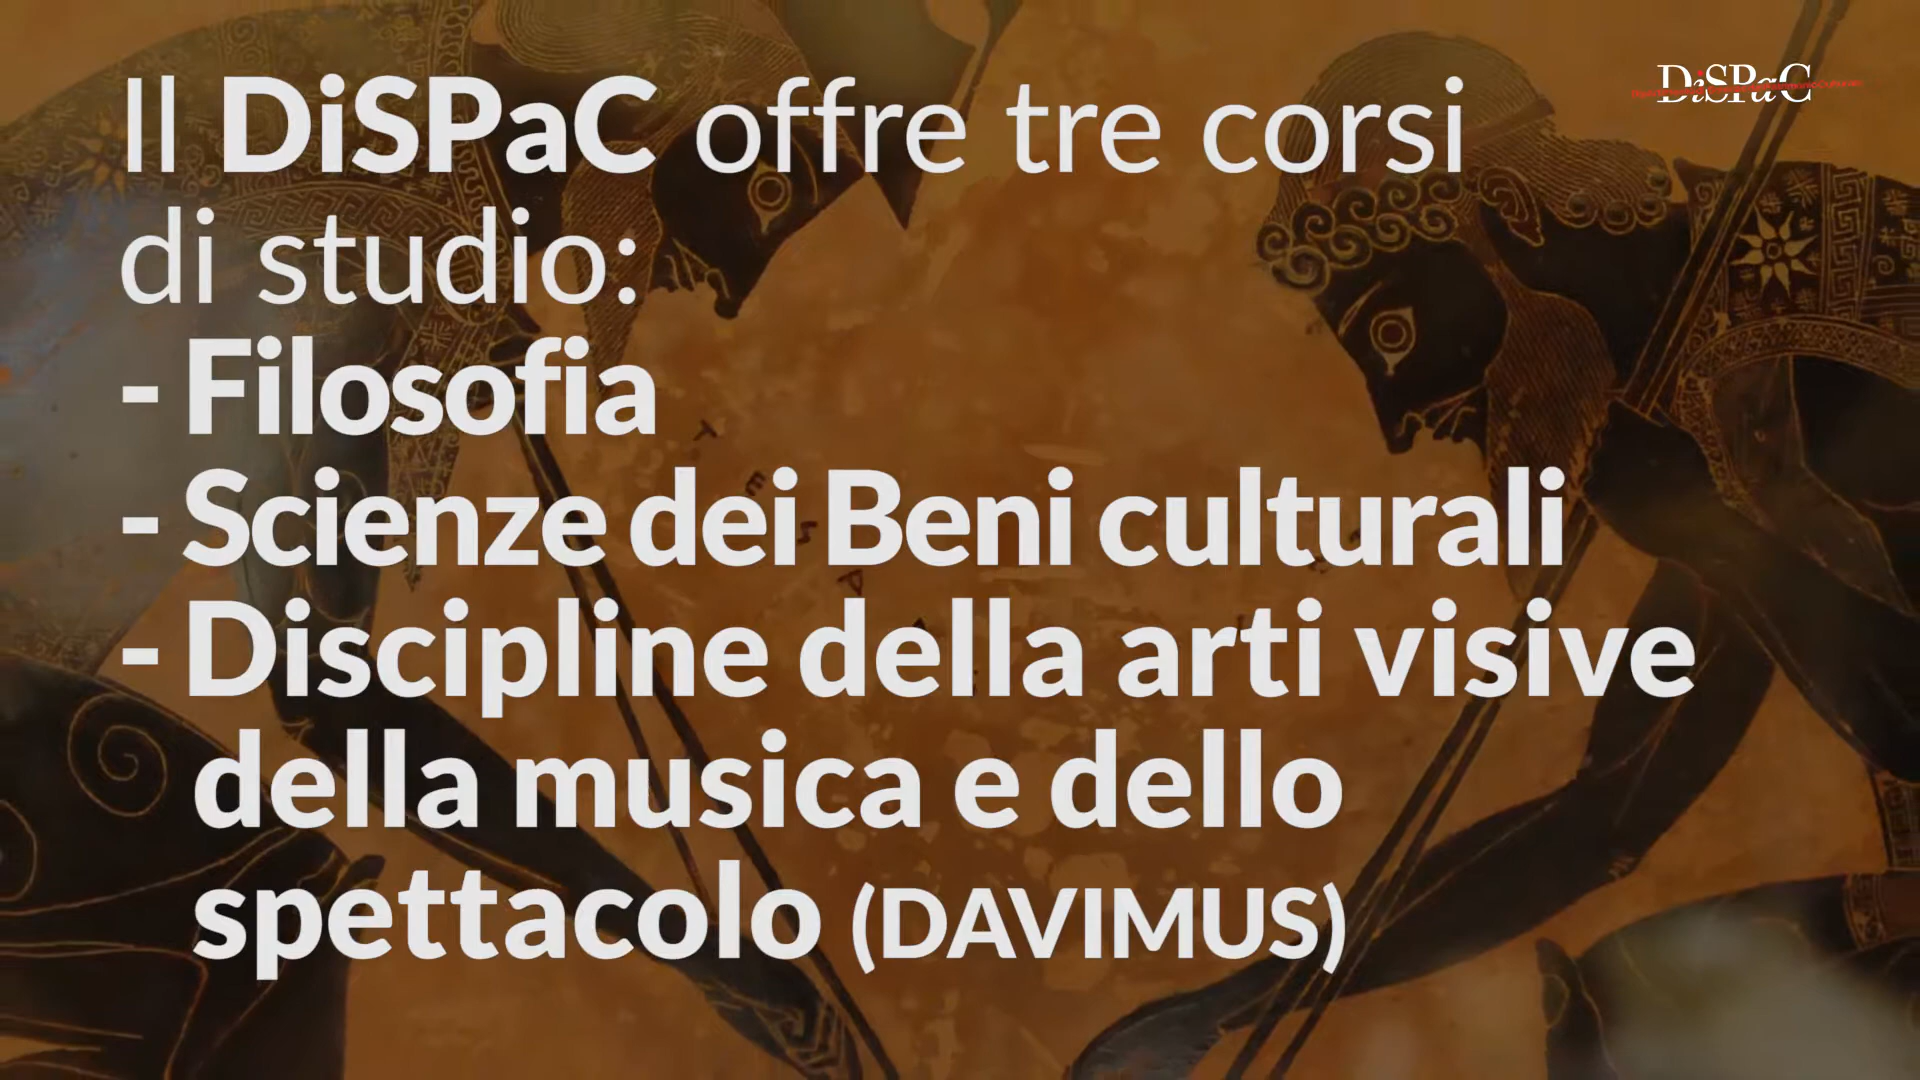 DiSPaC
Il DiSPaC offre tre corsi
di studio:
- Filosofia
- Scienze dei Beni culturali
- Discipline della arti visive
della musica e dello
spettacolo (DAVIMUS)